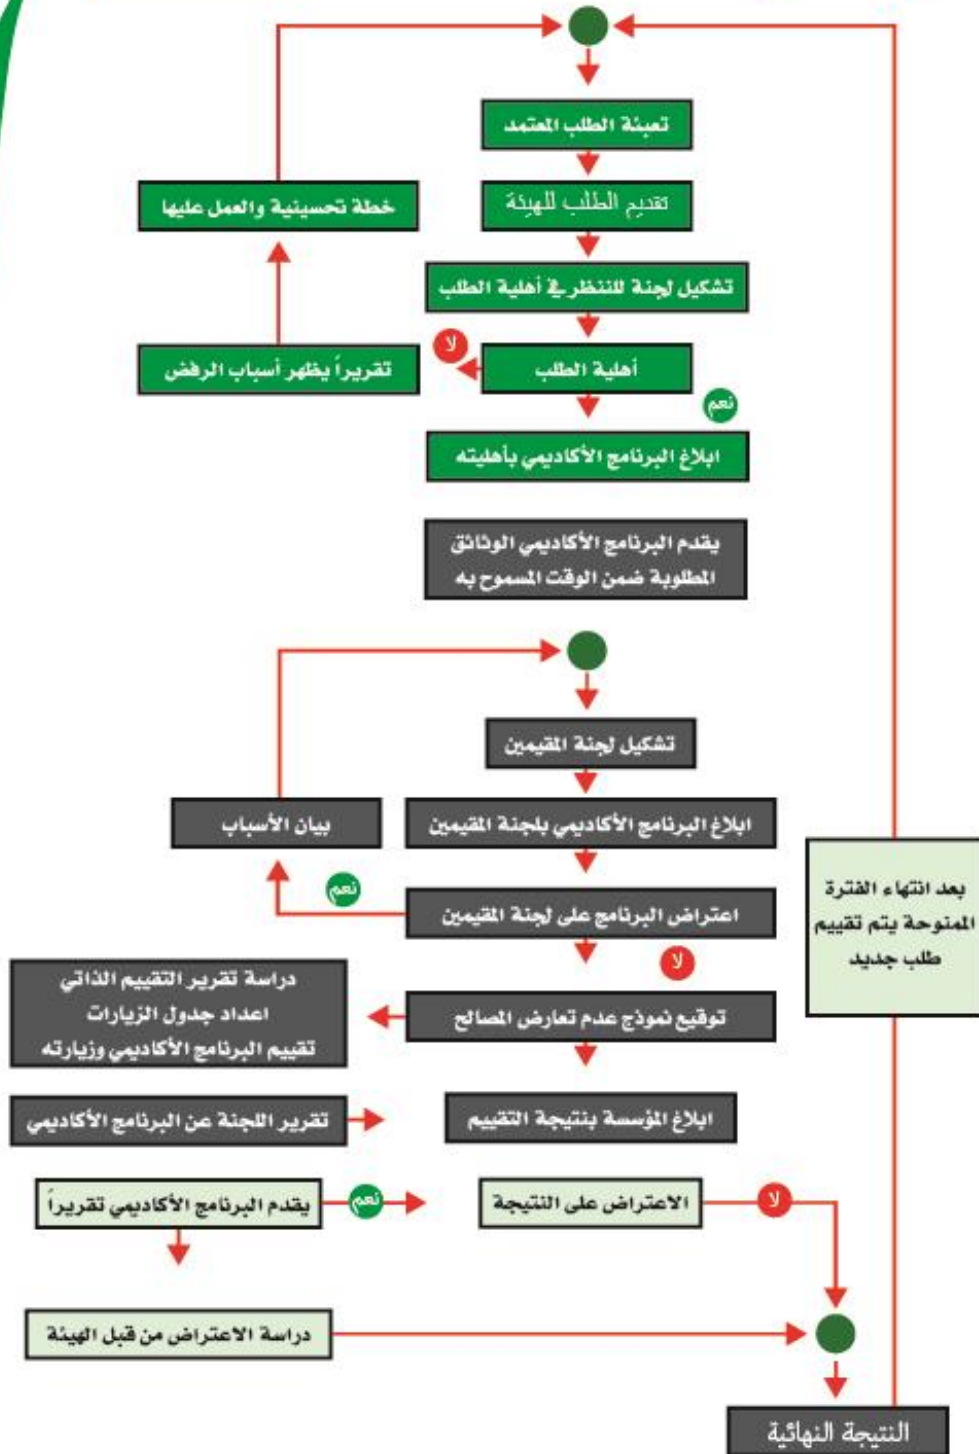 تعبئة الطلب المعتمد
تقديم الطلب للهيئة
خطة تحسينية والعمل عليها
تشكيل لجنة للننظر في أهلية الطلب
لا
أهلية الطلب
تقريراً يظهر أسباب الرفض
نعم
ابلاغ البرنامج الأكاديمي بأهليته
يقدم البرنامج الأكاديمي الوثائق
المطلوبة ضمن الوقت المسموح به
تشكيل لجنة المقيمين
ابلاغ البرنامج الأكاديمي بلجنة المقيمين
بيان الأسباب
بعد انتهاء الفترة
الممنوحة يتم تقييم
طلب جديد
نعم
اعتراض البرنامج على لجنة المقيمين
لا
توقيع نموذج عدم تعارض المصالح
دراسة تقرير التقييم الذاتي
اعداد جدول الزيارات
تقييم البرنامج الأكاديمي وزيارته
ابلاغ المؤسسة بنتيجة التقييم
تقرير اللجنة عن البرنامج الأكاديمي
لا
الاعتراض على النتيجة
نعم
يقدم البرنامج الأكاديمي تقريراً
دراسة الاعتراض من قبل الهيئة
النتيجة النهائية